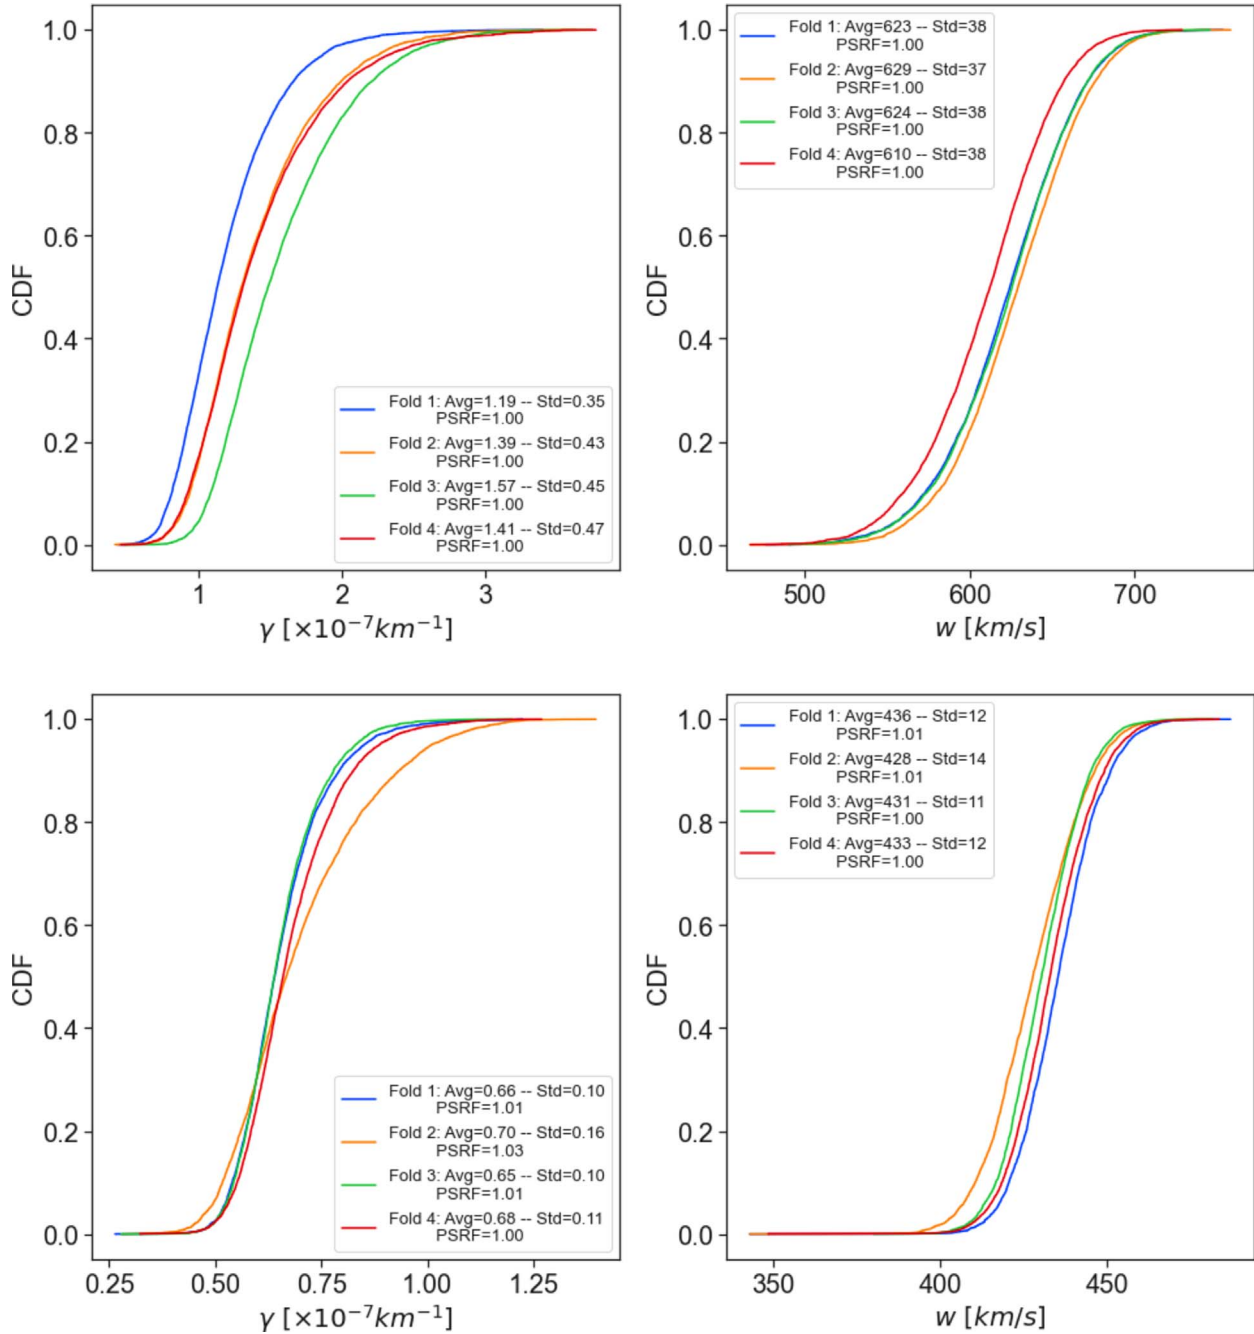 1.0
0.8
0.6
0.4
0.2
0.0
CDF
1 2 3
γ [×10⁻⁷km⁻¹]
Fold 1: Avg=1.19 -- Std=0.35
PSRF=1.00
Fold 2: Avg=1.39 -- Std=0.43
PSRF=1.00
Fold 3: Avg=1.57 -- Std=0.45
PSRF=1.00
Fold 4: Avg=1.41 -- Std=0.47
PSRF=1.00
Fold 1: Avg=623 -- Std=38
PSRF=1.00
Fold 2: Avg=629 -- Std=37
PSRF=1.00
Fold 3: Avg=624 -- Std=38
PSRF=1.00
Fold 4: Avg=610 -- Std=38
PSRF=1.00
1.0
0.8
0.6
0.4
0.2
0.0
CDF
500 600 700
w [km/s]
1.0
0.8
0.6
0.4
0.2
0.0
CDF
Fold 1: Avg=0.66 -- Std=0.10
PSRF=1.01
Fold 2: Avg=0.70 -- Std=0.16
PSRF=1.03
Fold 3: Avg=0.65 -- Std=0.10
PSRF=1.01
Fold 4: Avg=0.68 -- Std=0.11
PSRF=1.00
0.25 0.50 0.75 1.00 1.25
γ [×10⁻⁷km⁻¹]
Fold 1: Avg=436 -- Std=12
PSRF=1.01
Fold 2: Avg=428 -- Std=14
PSRF=1.01
Fold 3: Avg=431 -- Std=11
PSRF=1.00
Fold 4: Avg=433 -- Std=12
PSRF=1.00
1.0
0.8
0.6
0.4
0.2
0.0
CDF
350 400 450
w [km/s]